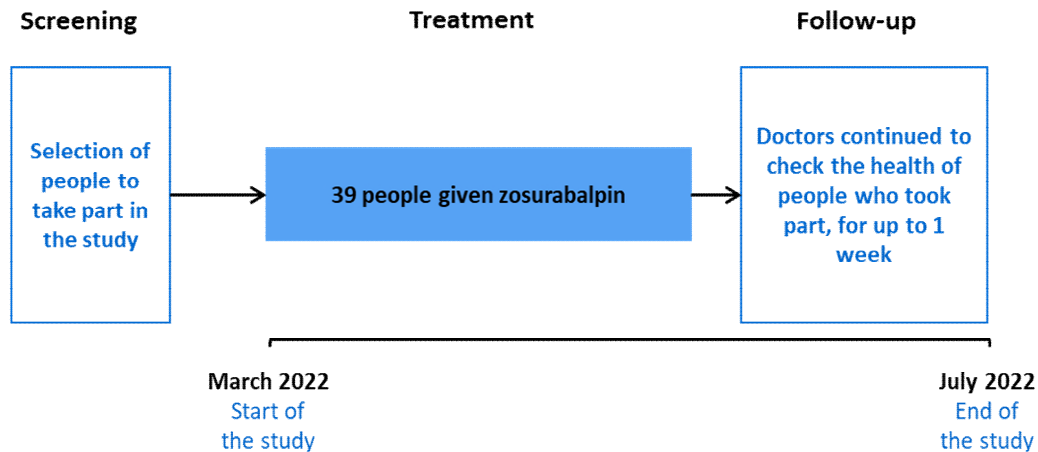 Screening
Treatment
Follow-up
Selection of
people to
take part in
the study
39 people given zosurabalpin
Doctors continued to
check the health of
people who took
part, for up to 1
week
March 2022
Start of
the study
July 2022
End of
the study